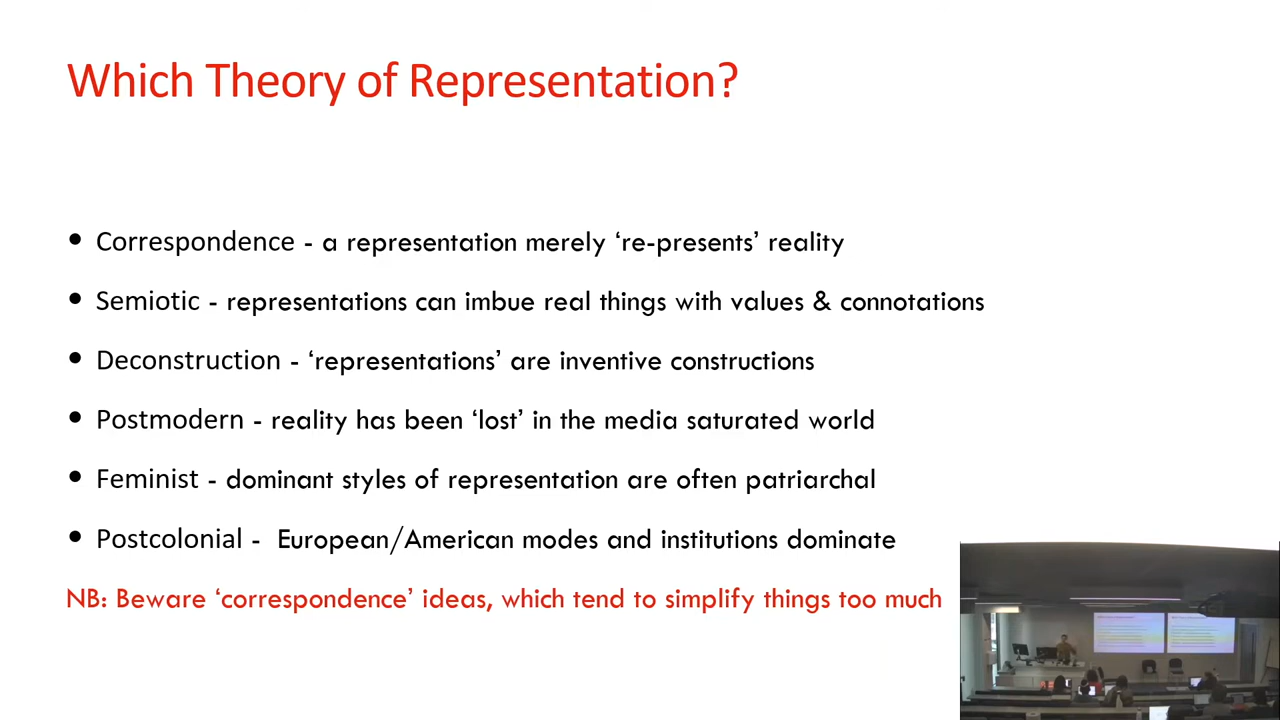 Which Theory of Representation?
• Correspondence - a representation merely ‘re-presents’ reality
• Semiotic - representations can imbue real things with values & connotations
• Deconstruction - ‘representations’ are inventive constructions
• Postmodern - reality has been ‘lost’ in the media saturated world
• Feminist - dominant styles of representation are often patriarchal
• Postcolonial -  European/American modes and institutions dominate
NB: Beware ‘correspondence’ ideas, which tend to simplify things too much